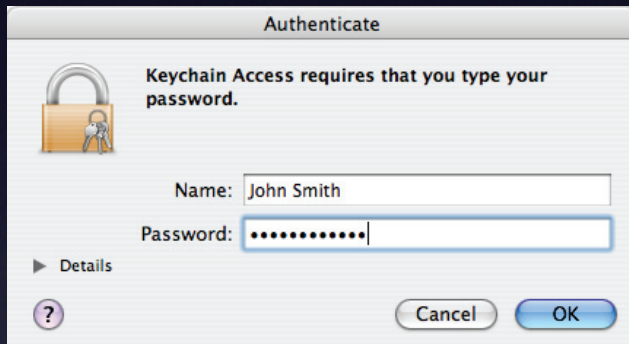 Authenticate
Keychain Access requires that you type your
password.
Name: John Smith
Password: ••••••••••••
Details
?
Cancel OK